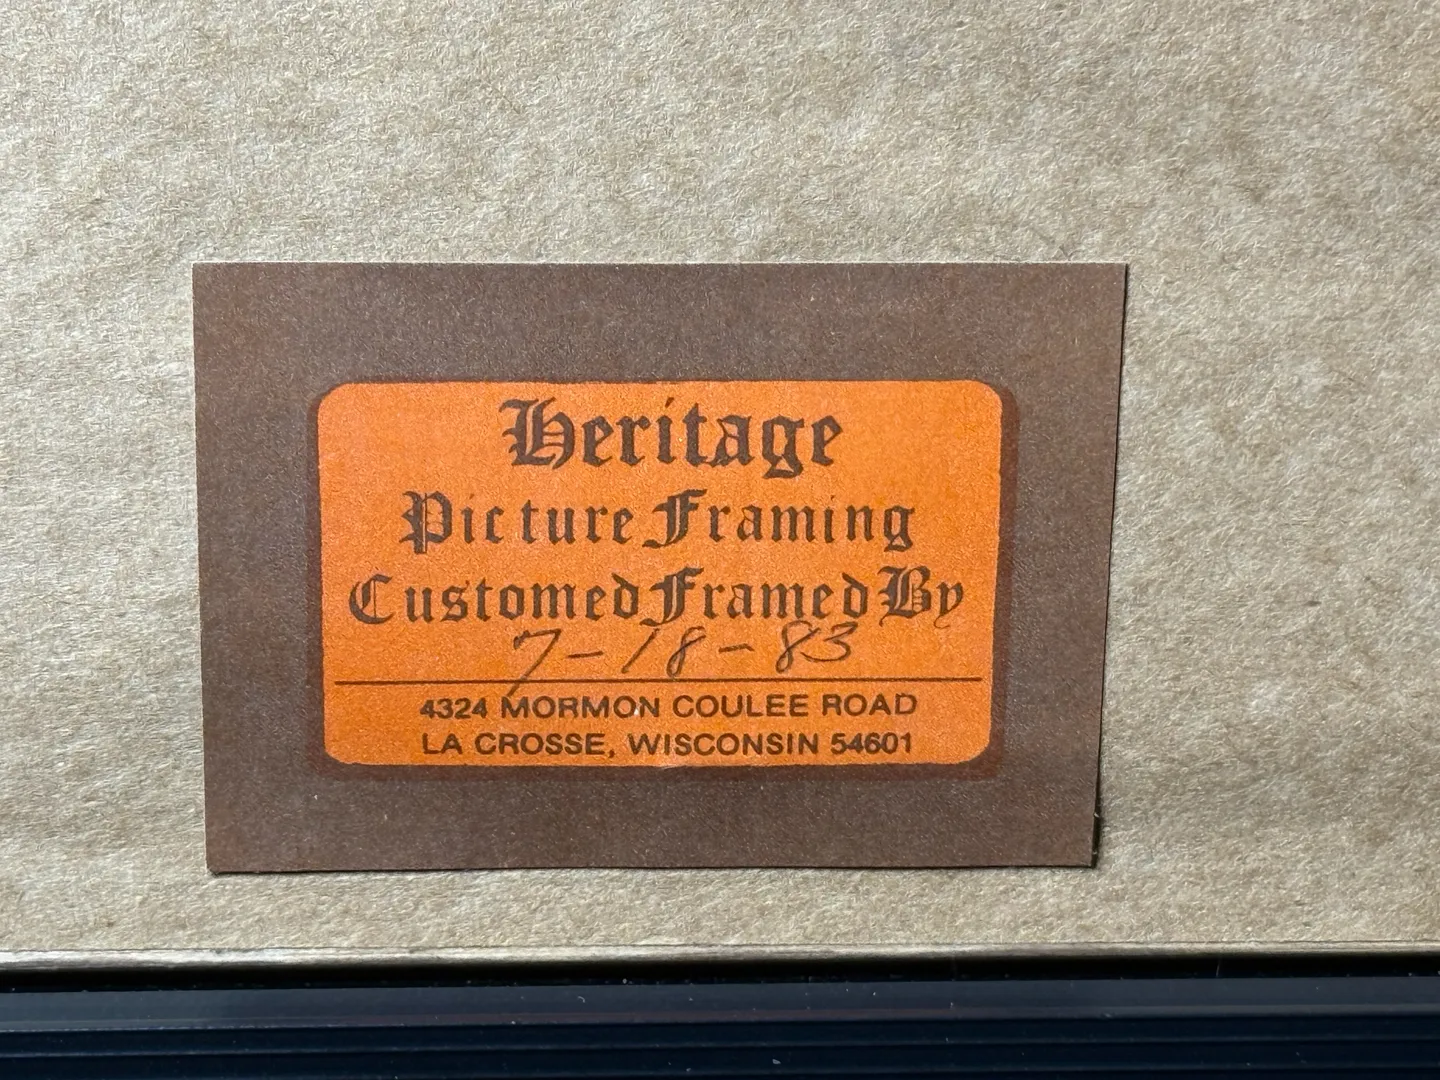 Heritage
Picture Framing
Customed Framed By
7-18-83
4324 MORMON COULEE ROAD
LA CROSSE, WISCONSIN 54601